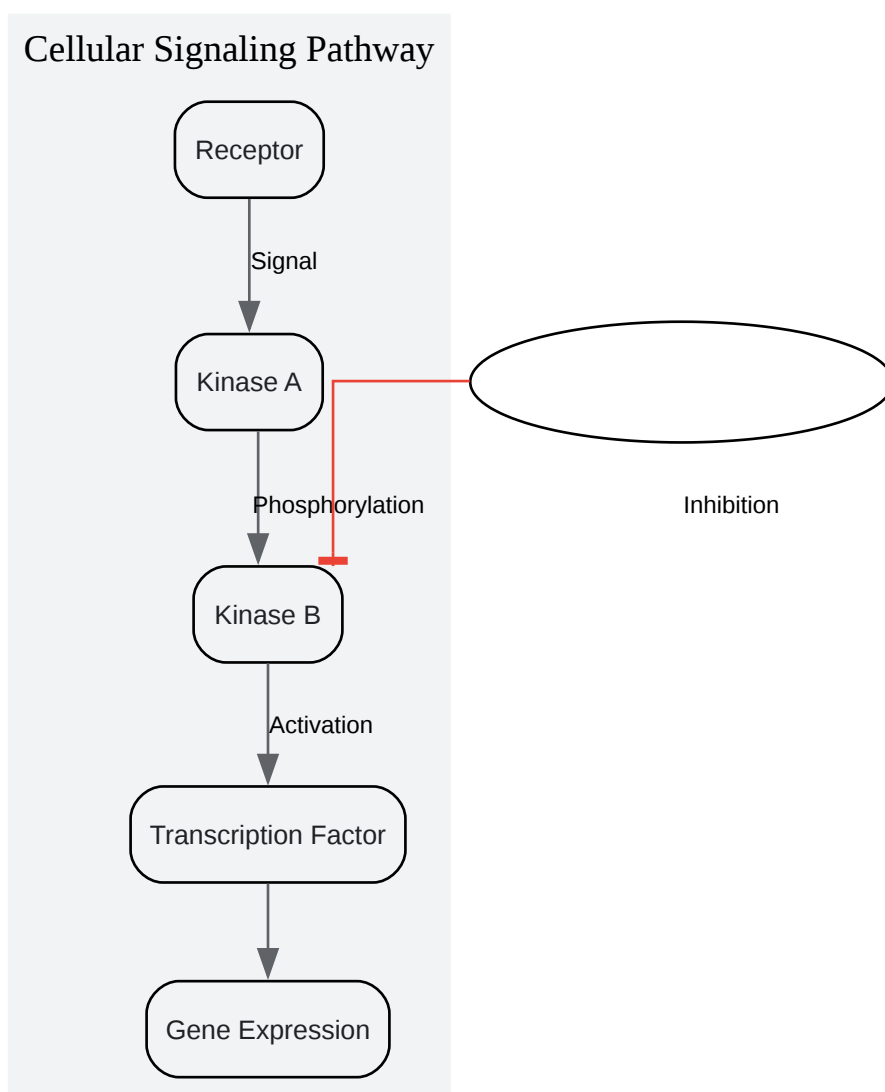 Cellular Signaling Pathway
Receptor
Signal
Kinase A
Phosphorylation
Inhibition
Kinase B
Activation
Transcription Factor
Gene Expression